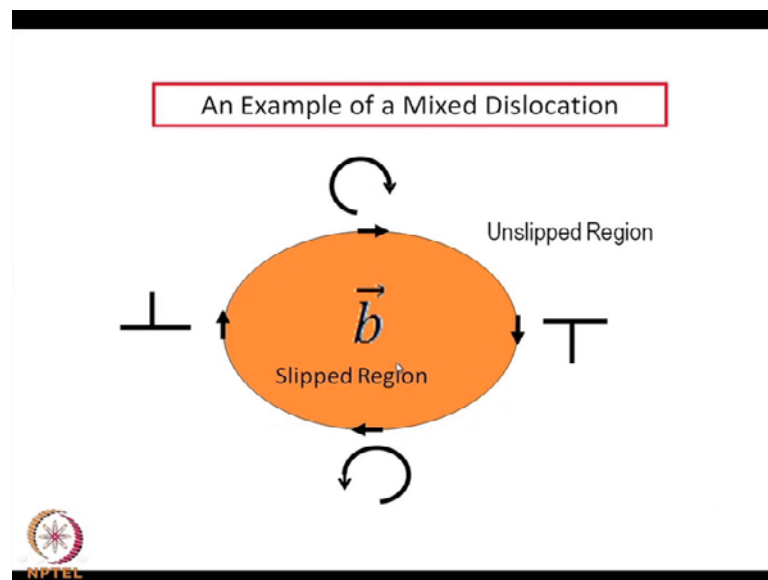 An Example of a Mixed Dislocation
Unslipped Region
b
Slipped Region
NPTEL